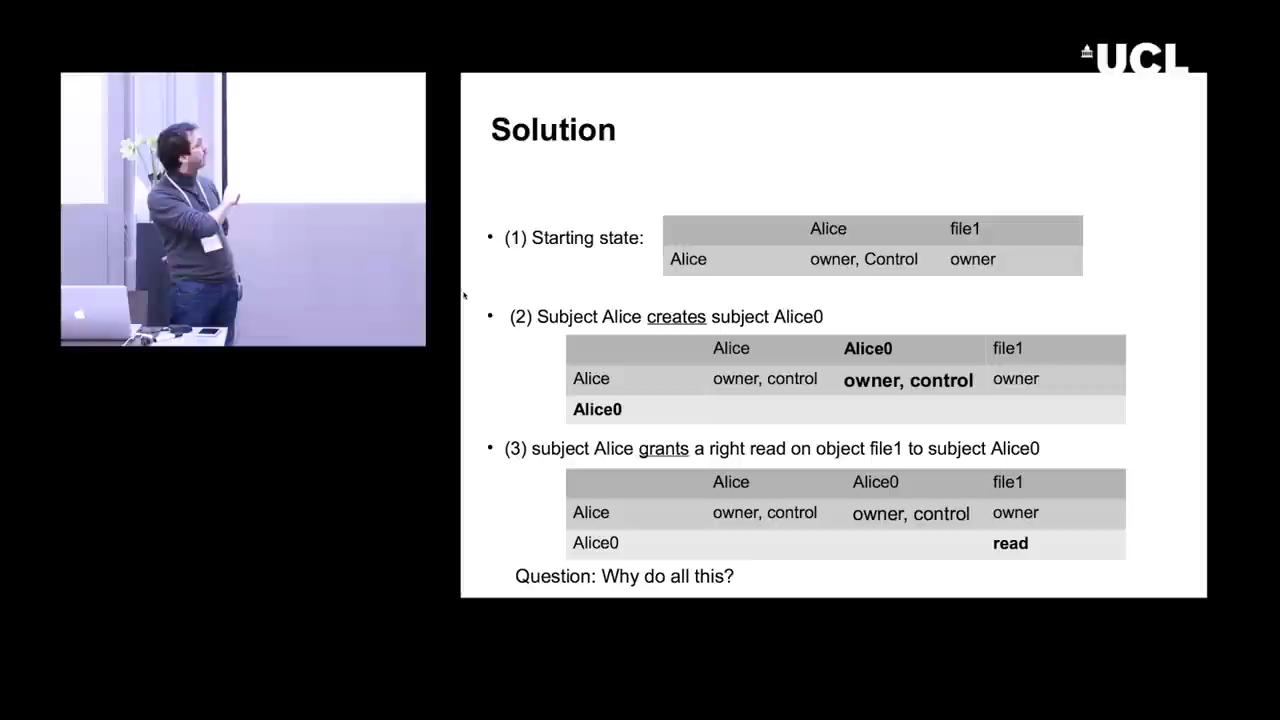 UCL
Solution
Alice file1
• (1) Starting state:
Alice owner, Control owner
• (2) Subject Alice creates subject Alice0
Alice Alice0 file1
Alice owner, control owner, control owner
Alice0
• (3) subject Alice grants a right read on object file1 to subject Alice0
Alice Alice0 file1
Alice owner, control owner, control owner
Alice0 read
Question: Why do all this?